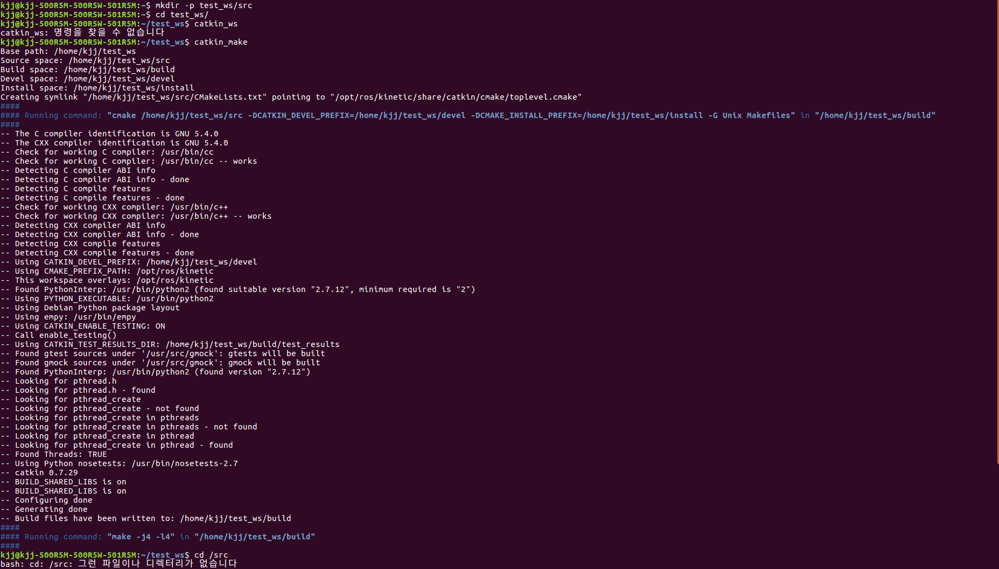 kjj@kjj-500R5M-500R5W-501R5M:~$ mkdir -p test_ws/src
kjj@kjj-500R5M-500R5W-501R5M:~$ cd test_ws/
kjj@kjj-500R5M-500R5W-501R5M:~/test_ws$ catkin_ws
catkin_ws: 명령을 찾을 수 없습니다
kjj@kjj-500R5M-500R5W-501R5M:~/test_ws$ catkin_make
Base path: /home/kjj/test_ws
Source space: /home/kjj/test_ws/src
Build space: /home/kjj/test_ws/build
Devel space: /home/kjj/test_ws/devel
Install space: /home/kjj/test_ws/install
Creating symlink "/home/kjj/test_ws/src/CMakeLists.txt" pointing to "/opt/ros/kinetic/share/catkin/cmake/toplevel.cmake"
####
#### Running command: "cmake /home/kjj/test_ws/src -DCATKIN_DEVEL_PREFIX=/home/kjj/test_ws/devel -DCMAKE_INSTALL_PREFIX=/home/kjj/test_ws/install -G Unix Makefiles" in "/home/kjj/test_ws/build"
####
-- The C compiler identification is GNU 5.4.0
-- The CXX compiler identification is GNU 5.4.0
-- Check for working C compiler: /usr/bin/cc
-- Check for working C compiler: /usr/bin/cc -- works
-- Detecting C compiler ABI info
-- Detecting C compiler ABI info - done
-- Detecting C compile features
-- Detecting C compile features - done
-- Check for working CXX compiler: /usr/bin/c++
-- Check for working CXX compiler: /usr/bin/c++ -- works
-- Detecting CXX compiler ABI info
-- Detecting CXX compiler ABI info - done
-- Detecting CXX compile features
-- Detecting CXX compile features - done
-- Using CATKIN_DEVEL_PREFIX: /home/kjj/test_ws/devel
-- Using CMAKE_PREFIX_PATH: /opt/ros/kinetic
-- This workspace overlays: /opt/ros/kinetic
-- Found PythonInterp: /usr/bin/python2 (found suitable version "2.7.12", minimum required is "2")
-- Using PYTHON_EXECUTABLE: /usr/bin/python2
-- Using Debian Python package layout
-- Using empy: /usr/bin/empy
-- Using CATKIN_ENABLE_TESTING: ON
-- Call enable_testing()
-- Using CATKIN_TEST_RESULTS_DIR: /home/kjj/test_ws/build/test_results
-- Found gtest sources under '/usr/src/gmock': gtests will be built
-- Found gmock sources under '/usr/src/gmock': gmock will be built
-- Found PythonInterp: /usr/bin/python2 (found version "2.7.12")
-- Looking for pthread.h
-- Looking for pthread.h - found
-- Looking for pthread_create
-- Looking for pthread_create - not found
-- Looking for pthread_create in pthreads
-- Looking for pthread_create in pthreads - not found
-- Looking for pthread_create in pthread
-- Looking for pthread_create in pthread - found
-- Found Threads: TRUE
-- Using Python nosetests: /usr/bin/nosetests-2.7
-- catkin 0.7.29
-- BUILD_SHARED_LIBS is on
-- BUILD_SHARED_LIBS is on
-- Configuring done
-- Generating done
-- Build files have been written to: /home/kjj/test_ws/build
####
#### Running command: "make -j4 -l4" in "/home/kjj/test_ws/build"
####
kjj@kjj-500R5M-500R5W-501R5M:~/test_ws$ cd /src
bash: cd: /src: 그런 파일이나 디렉터리가 없습니다